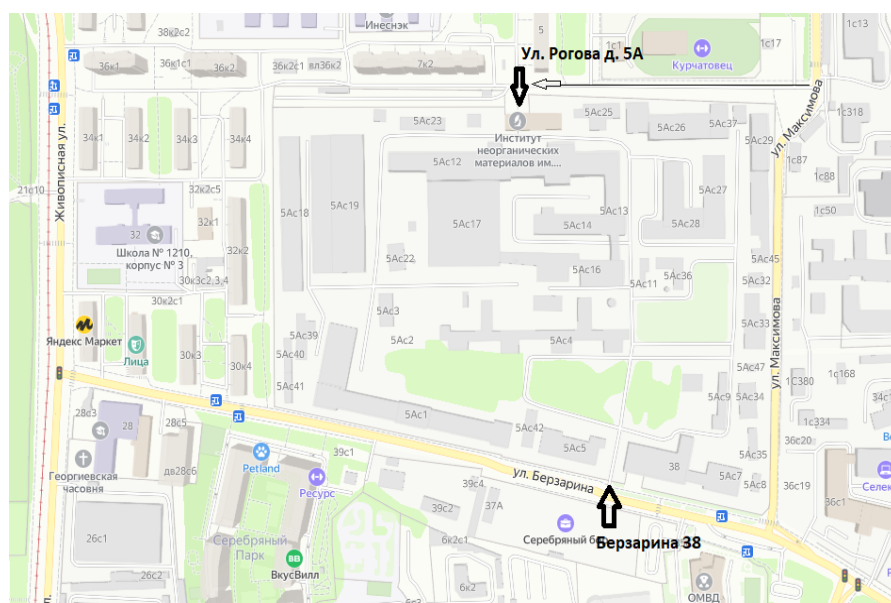 38к2с2
Инеснэк
5
1с1
1с17
1с13
Ул. Рогова д. 5А
36к1
36к1с1
36к2
36к2с1
вл36к2
7к2
Курчатовец
ул. Максимова
5Ас23
5Ас25
5Ас26
5Ас37
5Ас29
1с318
Живописная ул.
34к1
34к2
34к3
34к4
Институт
неорганических
материалов им....
5Ас12
1с87
1с88
21с10
32к2с5
5Ас18
5Ас19
5Ас27
32
32к1
5Ас17
5Ас13
5Ас14
5Ас28
1с50
Школа № 1210,
корпус № 3
32к2
5Ас22
5Ас16
5Ас45
30к3с2,3,4
5Ас11
5Ас36
5Ас32
30к2с1
5Ас3
5Ас33
ул. Максимова
Яндекс Маркет
5Ас39
5Ас2
5Ас4
Лица
30к3
5Ас40
30к4
5Ас47
1с168
1С380
5Ас41
5Ас9
5Ас34
34с1
28с3
28
28с5
5Ас1
5Ас42
1с334
36с20
39с1
5Ас5
5Ас35
Георгиевская
часовня
дв28с6
Petland
ул. Берзарина
38
5Ас7
5Ас8
36с19
Селек
Ресурс
39с4
36с1
39с2
37А
26с1
Серебряный
Парк
6к2с1
Серебряный б
Берзарина 38
26с2
ВкусВилл
6к2
ОМВД